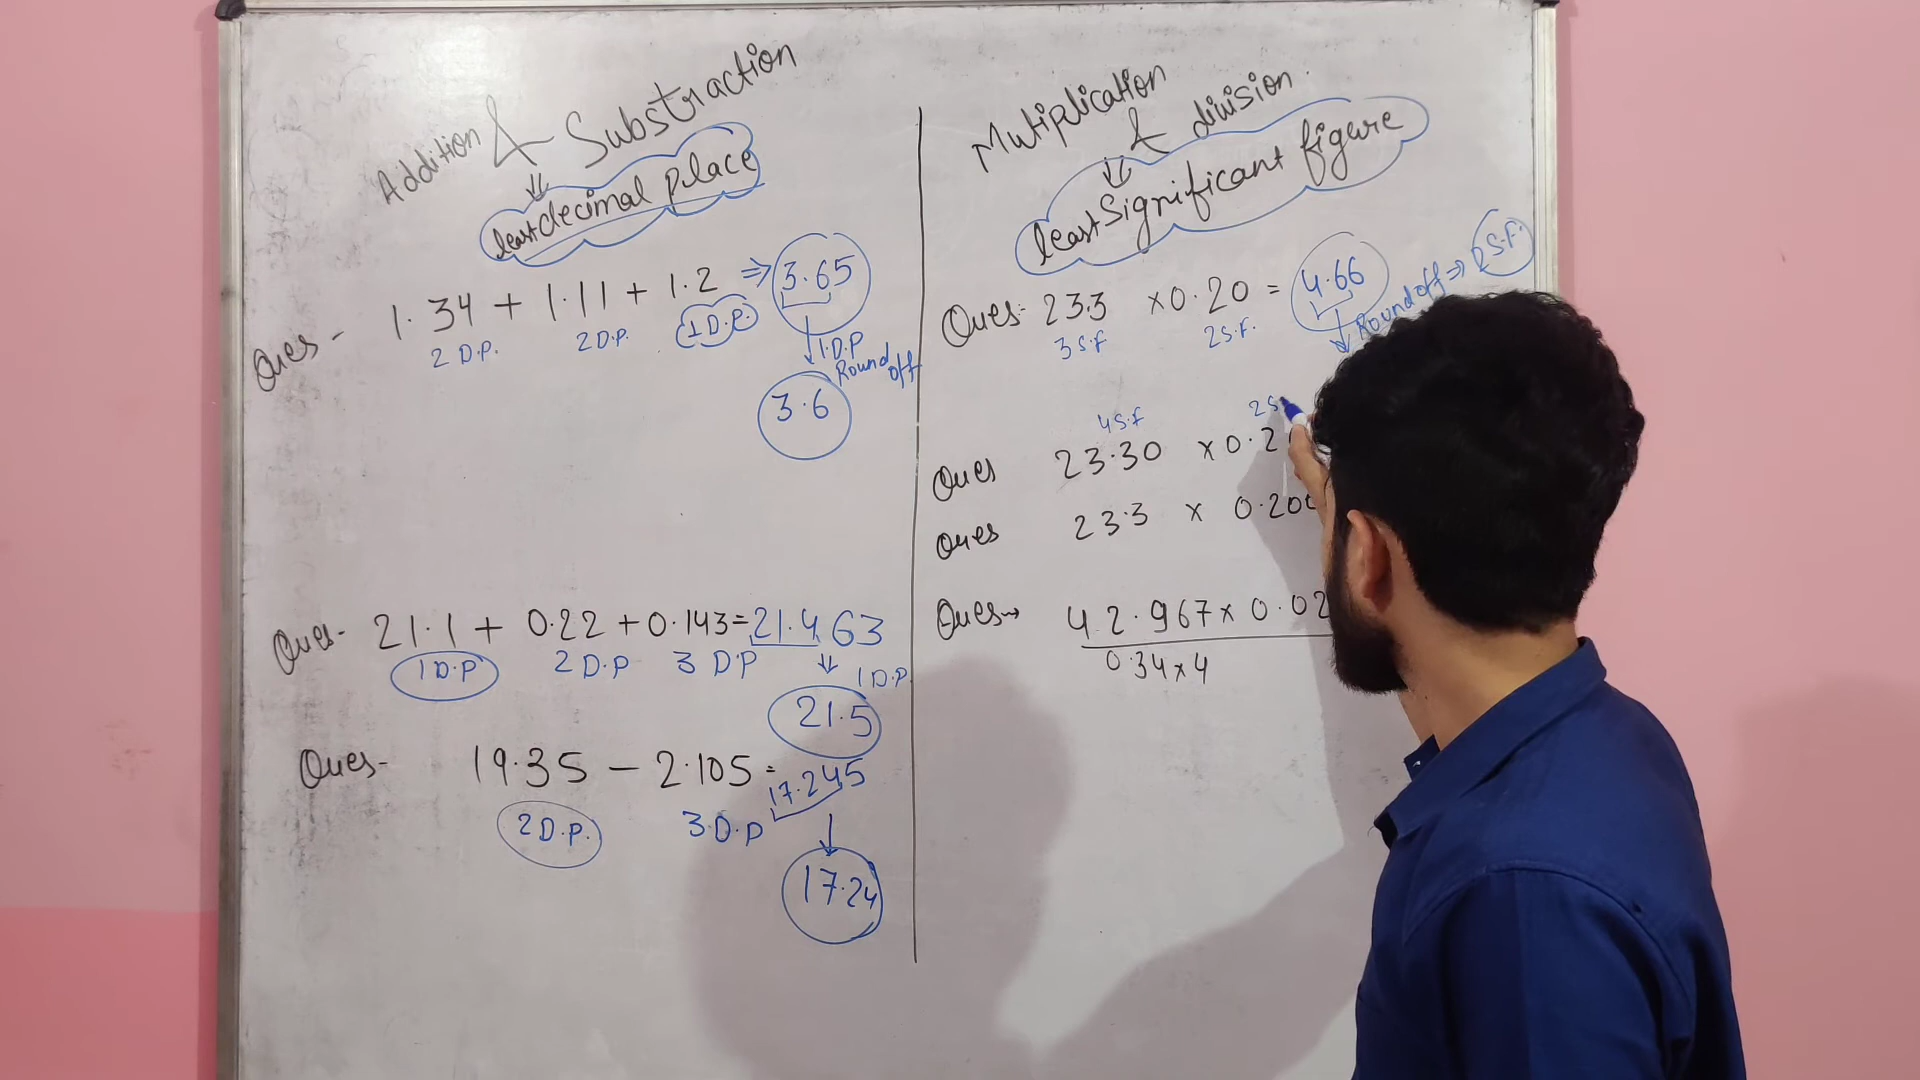 Addition & Substraction
⇓
least decimal place
Ques - 1.34 + 1.11 + 1.2 ⇒ 3.65
2 D.P. 2 D.P. 1 D.P.
↓ 1.D.P
Round off
3.6
Ques- 21.1 + 0.22 + 0.143 = 21.463
1 D.P 2 D.P 3 D.P
⇓ 1 D.P.
21.5
Ques- 19.35 - 2.105 = 17.245
2 D.P. 3.D.P
↓
17.24
Mutiplication & division
⇓
least Significant figure
Ques- 23.3 x 0.20 = 4.66
3 S.F 2 S.F. Round off ⇒ 2 S.F.
↓
4 S.F 2 S
Ques 23.30 x 0.2
Ques 23.3 x 0.200
Ques→ 42.967 x 0.02
0.34 x 4